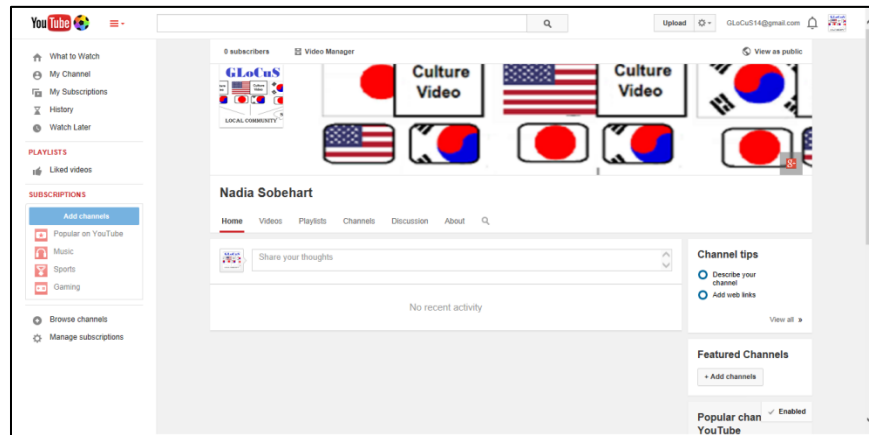 YouTube
Upload
GLoCuS14@gmail.com
What to Watch
My Channel
My Subscriptions
History
Watch Later
PLAYLISTS
Liked videos
SUBSCRIPTIONS
Add channels
Popular on YouTube
Music
Sports
Gaming
Browse channels
Manage subscriptions
0 subscribers
Video Manager
View as public
GLoCuS
LOCAL COMMUNITY
Culture
Video
Culture
Video
g+
Nadia Sobehart
Home Videos Playlists Channels Discussion About
Share your thoughts
No recent activity
Channel tips
Describe your
channel
Add web links
View all »
Featured Channels
+ Add channels
Popular chan
YouTube
Enabled